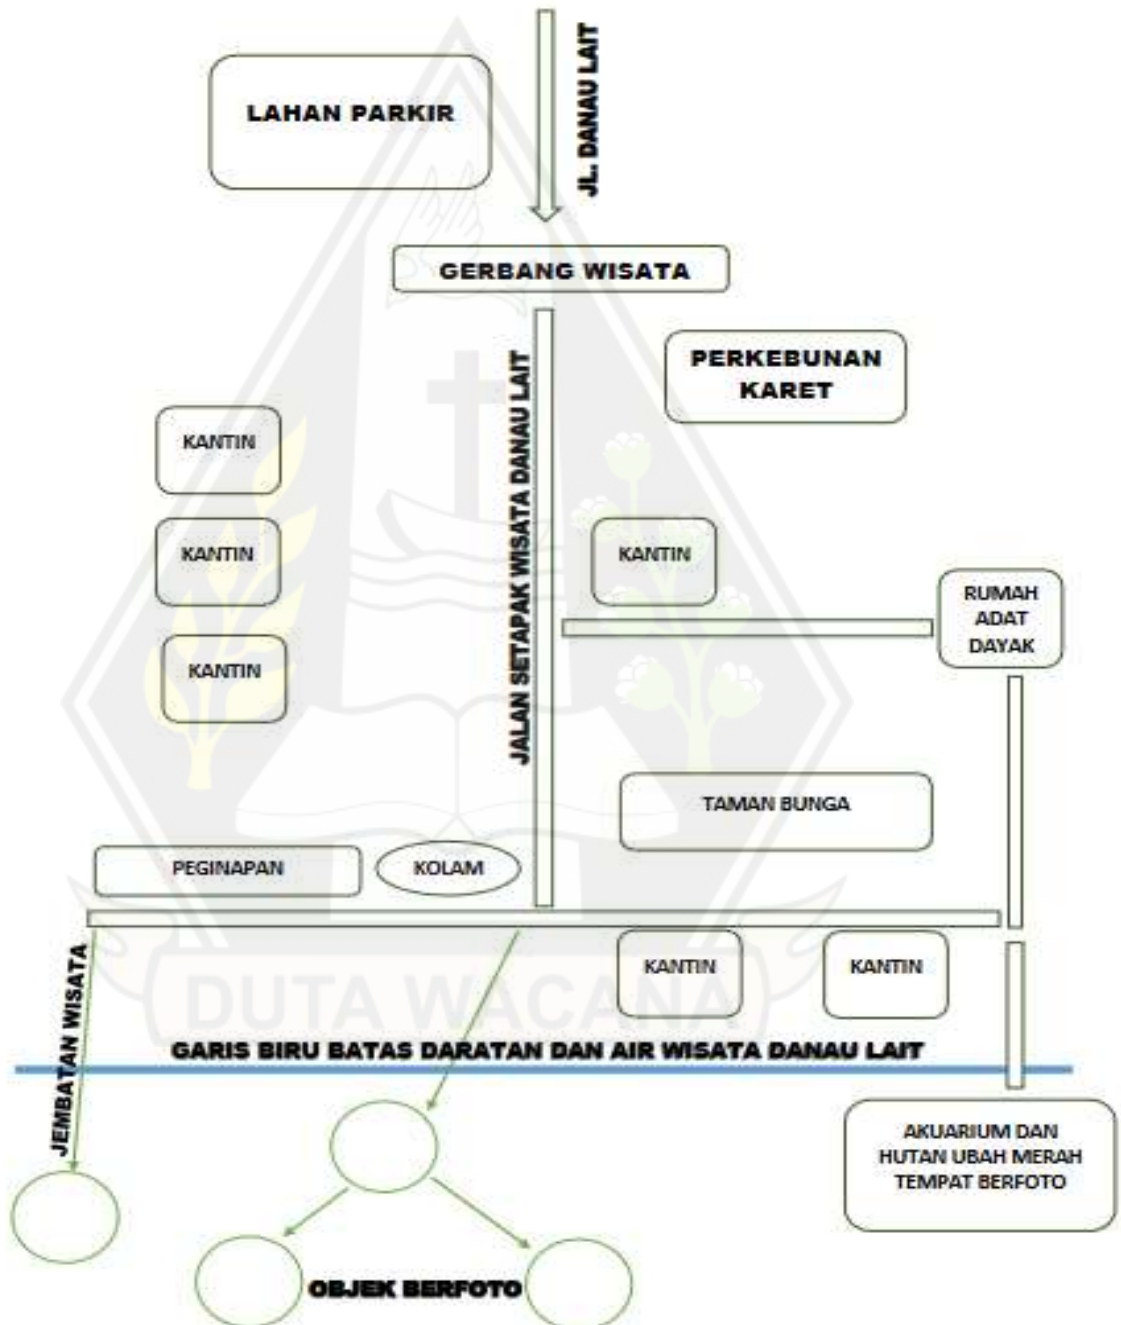 LAHAN PARKIR
JL. DANAU LAIT
GERBANG WISATA
PERKEBUNAN
KARET
JALAN SETAPAK WISATA DANAU LAIT
KANTIN
KANTIN
KANTIN
KANTIN
RUMAH
ADAT
DAYAK
TAMAN BUNGA
PEGINAPAN
KOLAM
KANTIN
KANTIN
JEMBATAN WISATA
DUTA WACANA
GARIS BIRU BATAS DARATAN DAN AIR WISATA DANAU LAIT
AKUARIUM DAN
HUTAN UBAH MERAH
TEMPAT BERFOTO
OBJEK BERFOTO